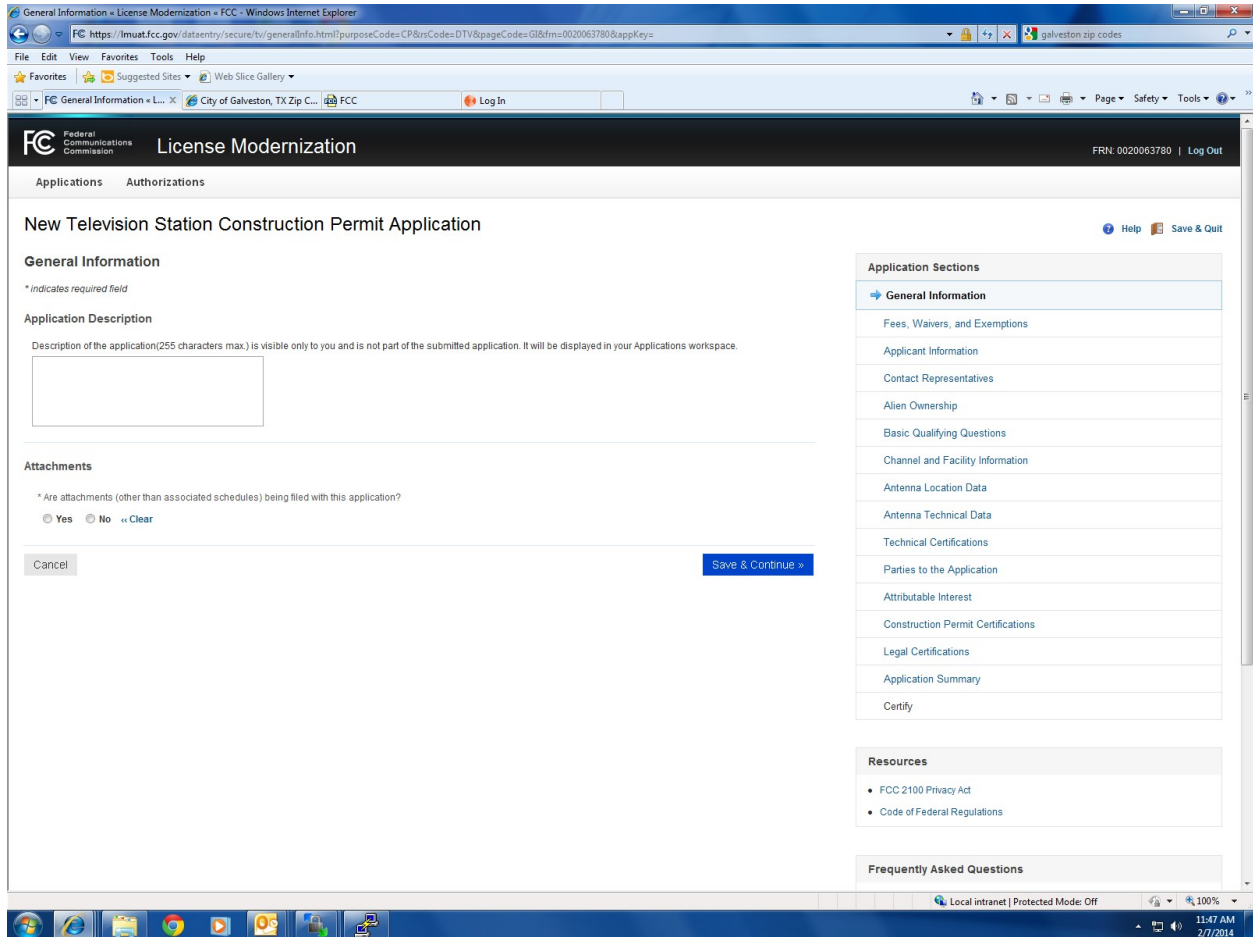 General Information « License Modernization « FCC - Windows Internet Explorer
https://lmuat.fcc.gov/dataentry/secure/tv/generalInfo.html?purposeCode=CP&rsCode=DTV&pageCode=GI&frn=0020063780&appKey=
galveston zip codes
File Edit View Favorites Tools Help
Favorites Suggested Sites Web Slice Gallery
General Information « L... City of Galveston, TX Zip C... FCC Log In
Page Safety Tools
FC Federal Communications Commission License Modernization
FRN: 0020063780 | Log Out
Applications Authorizations
New Television Station Construction Permit Application
Help Save & Quit
General Information
* indicates required field
Application Description
Description of the application(255 characters max.) is visible only to you and is not part of the submitted application. It will be displayed in your Applications workspace.
Attachments
* Are attachments (other than associated schedules) being filed with this application?
Yes No « Clear
Cancel
Save & Continue »
Application Sections
General Information
Fees, Waivers, and Exemptions
Applicant Information
Contact Representatives
Alien Ownership
Basic Qualifying Questions
Channel and Facility Information
Antenna Location Data
Antenna Technical Data
Technical Certifications
Parties to the Application
Attributable Interest
Construction Permit Certifications
Legal Certifications
Application Summary
Certify
Resources
• FCC 2100 Privacy Act
• Code of Federal Regulations
Frequently Asked Questions
Local intranet | Protected Mode: Off
100%
11:47 AM
2/7/2014